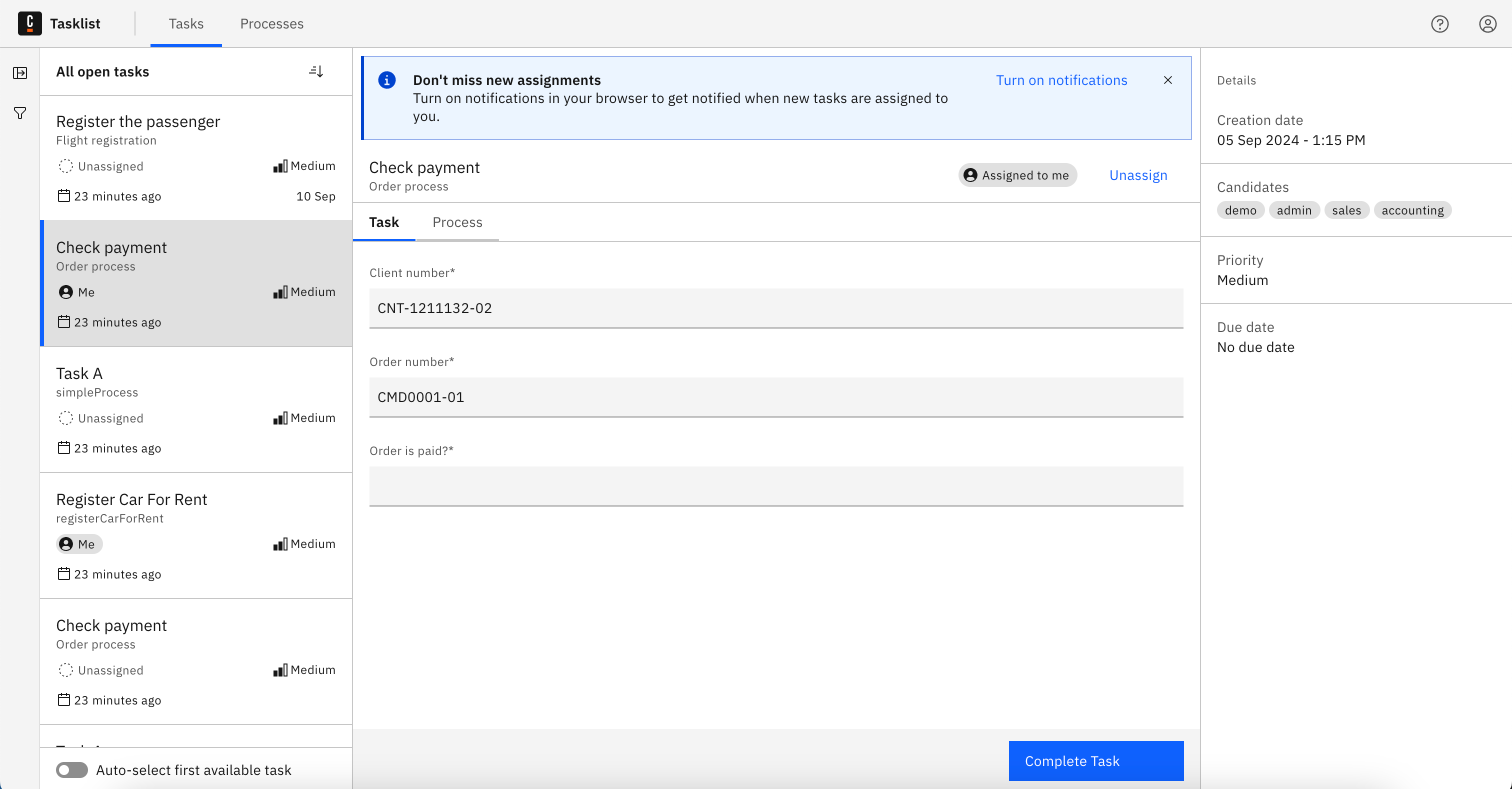 Tasklist
Tasks
Processes
All open tasks
Register the passenger
Flight registration
Unassigned
Medium
23 minutes ago
10 Sep
Check payment
Order process
Me
Medium
23 minutes ago
Task A
simpleProcess
Unassigned
Medium
23 minutes ago
Register Car For Rent
registerCarForRent
Me
Medium
23 minutes ago
Check payment
Order process
Unassigned
Medium
23 minutes ago
Auto-select first available task
Don't miss new assignments
Turn on notifications in your browser to get notified when new tasks are assigned to
you.
Turn on notifications
Check payment
Order process
Assigned to me
Unassign
Task
Process
Client number*
CNT-1211132-02
Order number*
CMD0001-01
Order is paid?*
Complete Task
Details
Creation date
05 Sep 2024 - 1:15 PM
Candidates
demo
admin
sales
accounting
Priority
Medium
Due date
No due date